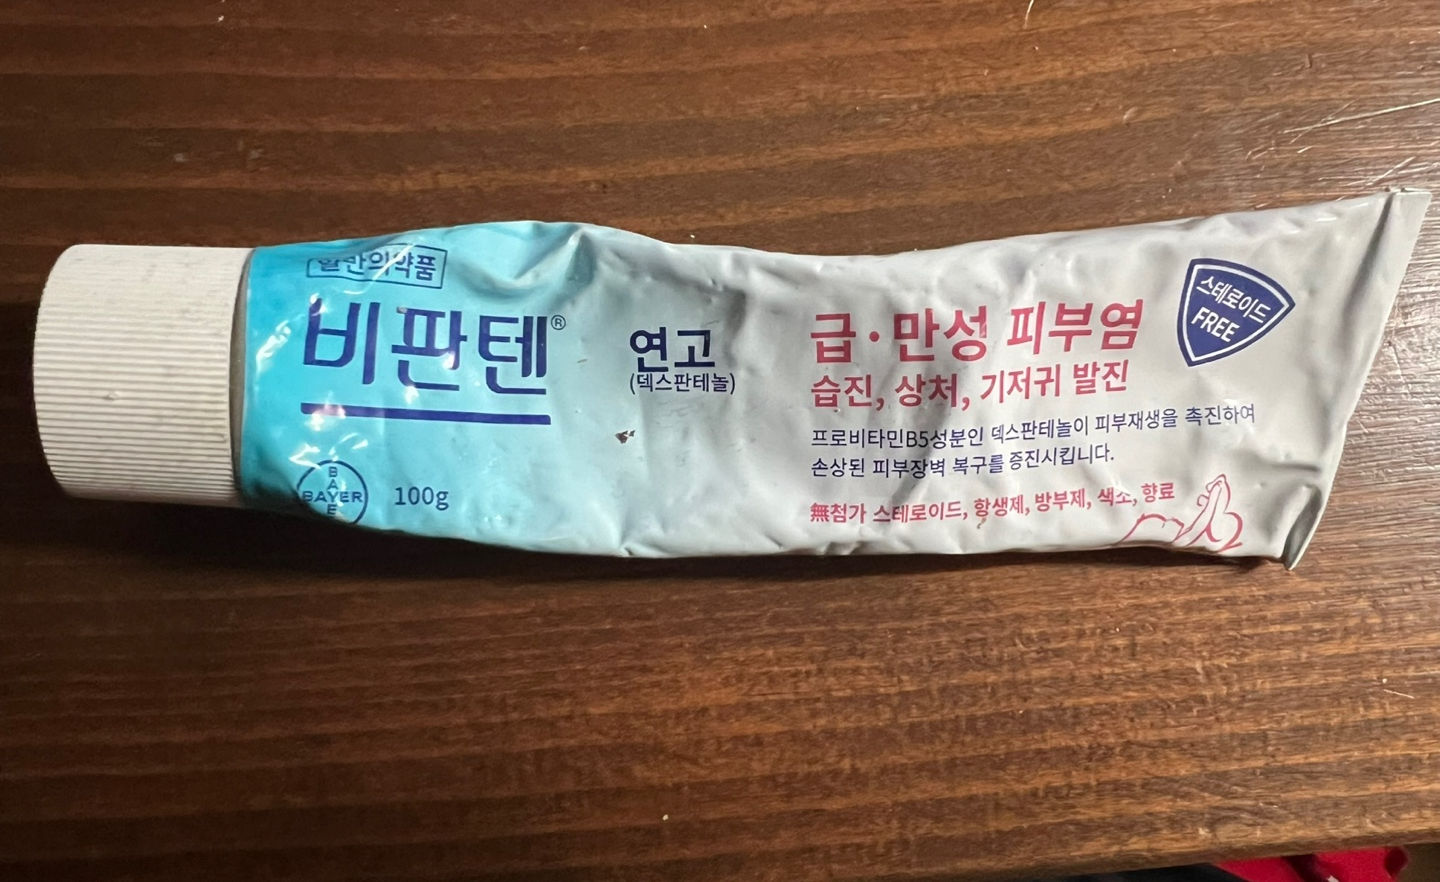 일반의약품
비판텐®
연고
(덱스판테놀)
BAYER
BAYER
100g
급·만성 피부염
습진, 상처, 기저귀 발진
프로비타민B5성분인 덱스판테놀이 피부재생을 촉진하여
손상된 피부장벽 복구를 증진시킵니다.
無첨가 스테로이드, 항생제, 방부제, 색소, 향료
스테로이드
FREE